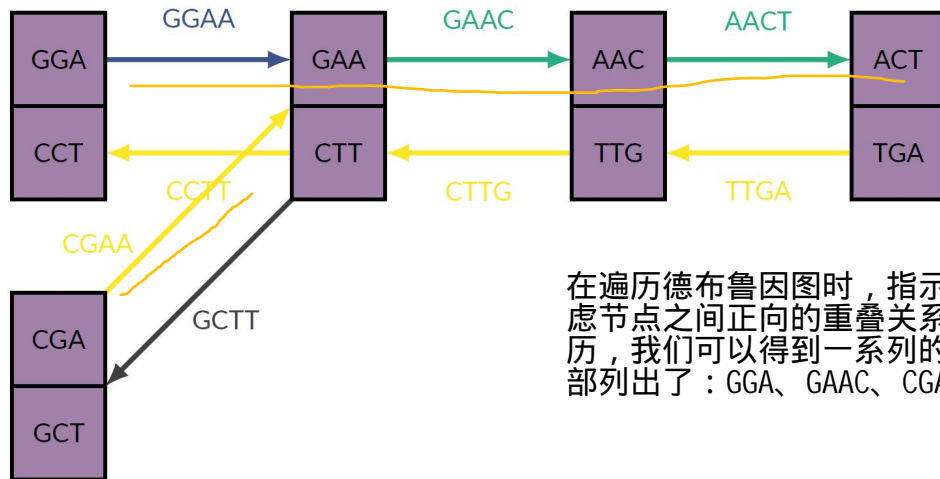 GGAA
GAAC
AACT
GGA
GAA
AAC
ACT
CCT
CTT
TTG
TGA
CCTT
CTTG
TTGA
CGAA
GCTT
CGA
GCT
在遍历德布鲁因图时，指示
虑节点之间正向的重叠关系
历，我们可以得到一系列的
部列出了：GGA、GAAC、CGA